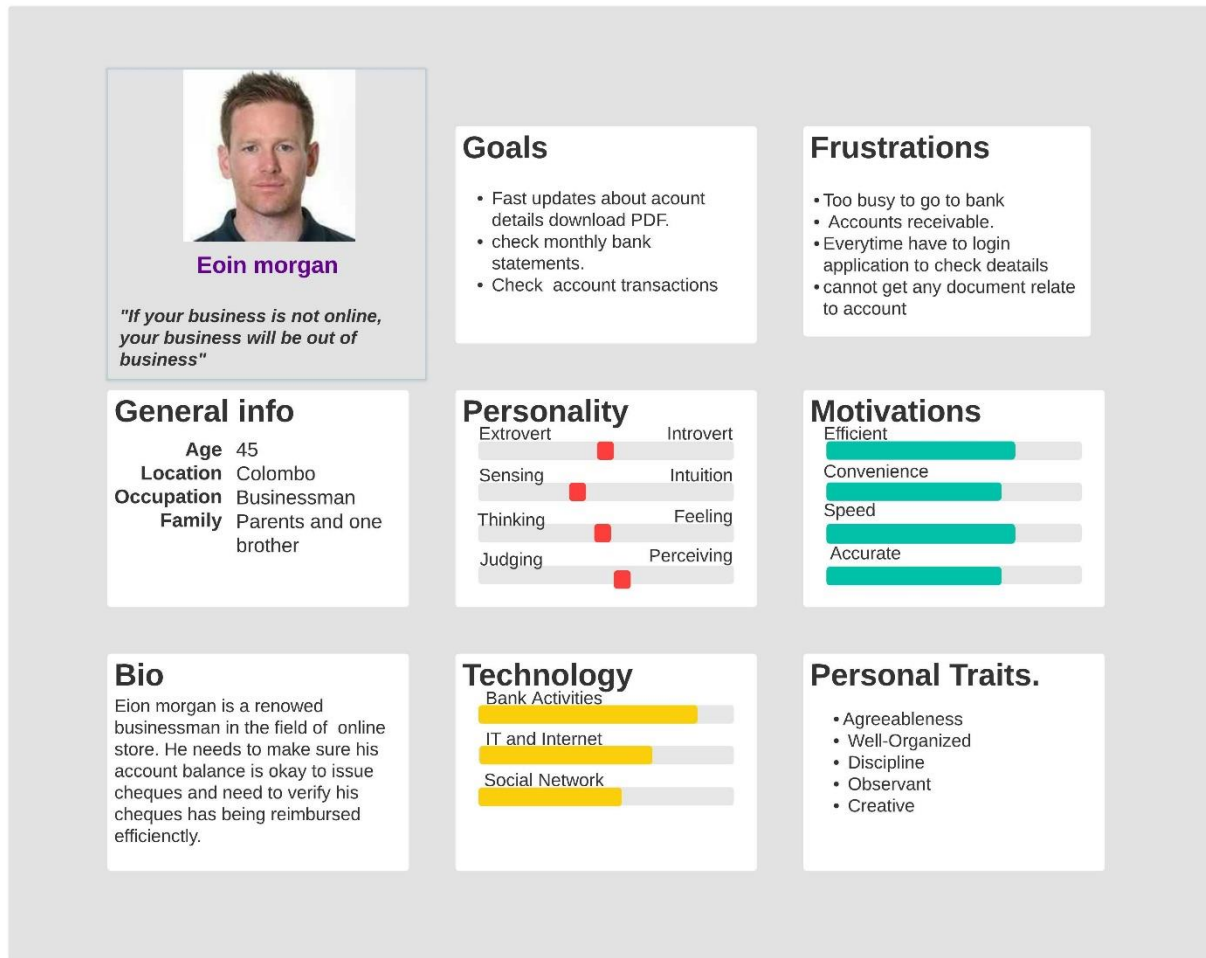 Eoin morgan
"If your business is not online,
your business will be out of
business"
Goals
• Fast updates about acount
details download PDF.
• check monthly bank
statements.
• Check account transactions
Frustrations
• Too busy to go to bank
• Accounts receivable.
• Everytime have to login
application to check deatails
• cannot get any document relate
to account
General info
Age 45
Location Colombo
Occupation Businessman
Family Parents and one
brother
Personality
Extrovert Introvert
Sensing Intuition
Thinking Feeling
Judging Perceiving
Motivations
Efficient
Convenience
Speed
Accurate
Bio
Eion morgan is a renowed
businessman in the field of online
store. He needs to make sure his
account balance is okay to issue
cheques and need to verify his
cheques has being reimbursed
efficienctly.
Technology
Bank Activities
IT and Internet
Social Network
Personal Traits.
• Agreeableness
• Well-Organized
• Discipline
• Observant
• Creative